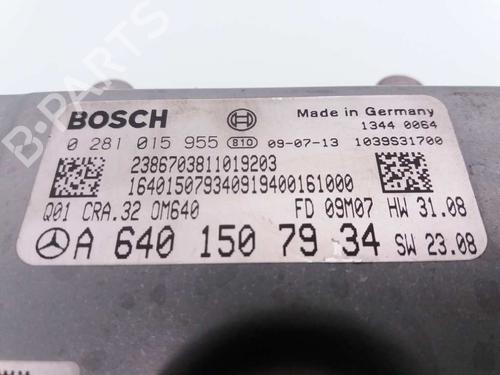 BOSCH
Made in Germany
1344 0064
0 281 015 955 810 09-07-13 1039S31700
2386703811019203
16401507934091940016​1000
Q01 CRA.32 OM640 FD 09M07 HW 31.08
A 640 150 79 34 SW 23.08
B-PARTS